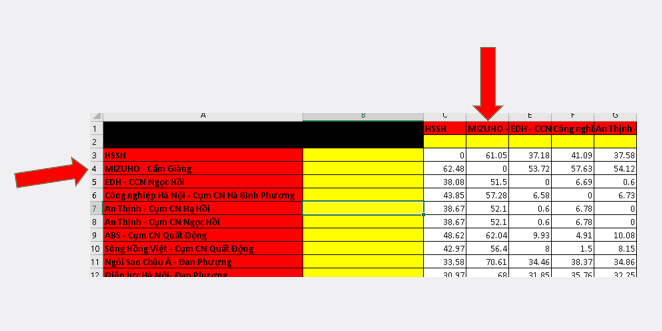 A B C E F G
1 HSSH MIZUHO - EDH - CCN Công nghi An Thịnh -
2
3 HSSH 0 61.05 37.18 41.09 37.58
4 MIZUHO - Cẩm Giàng 62.48 0 53.72 57.63 54.12
5 EDH - CCN Ngọc Hồi 38.08 51.5 0 6.69 0.6
6 Công nghiệp Hà Nội - Cụm CN Hà Bình Phương 43.85 57.28 6.58 0 6.73
7 An Thịnh - Cụm CN Hạ Hồi 38.67 52.1 0.6 6.78 0
8 An Thịnh - Cụm CN Ngọc Hồi 38.67 52.1 0.6 6.78 0
9 ABS - Cụm CN Quất Động 48.62 62.04 9.93 4.91 10.08
10 Sông Hồng Việt - Cụm CN Quất Động 42.97 56.4 8 1.5 8.15
11 Ngôi Sao Châu Á - Đan Phượng 33.58 70.61 34.46 38.37 34.86
12 Điện lực Hà Nội- Đan Phượng 30.97 68 31.85 35.76 32.25